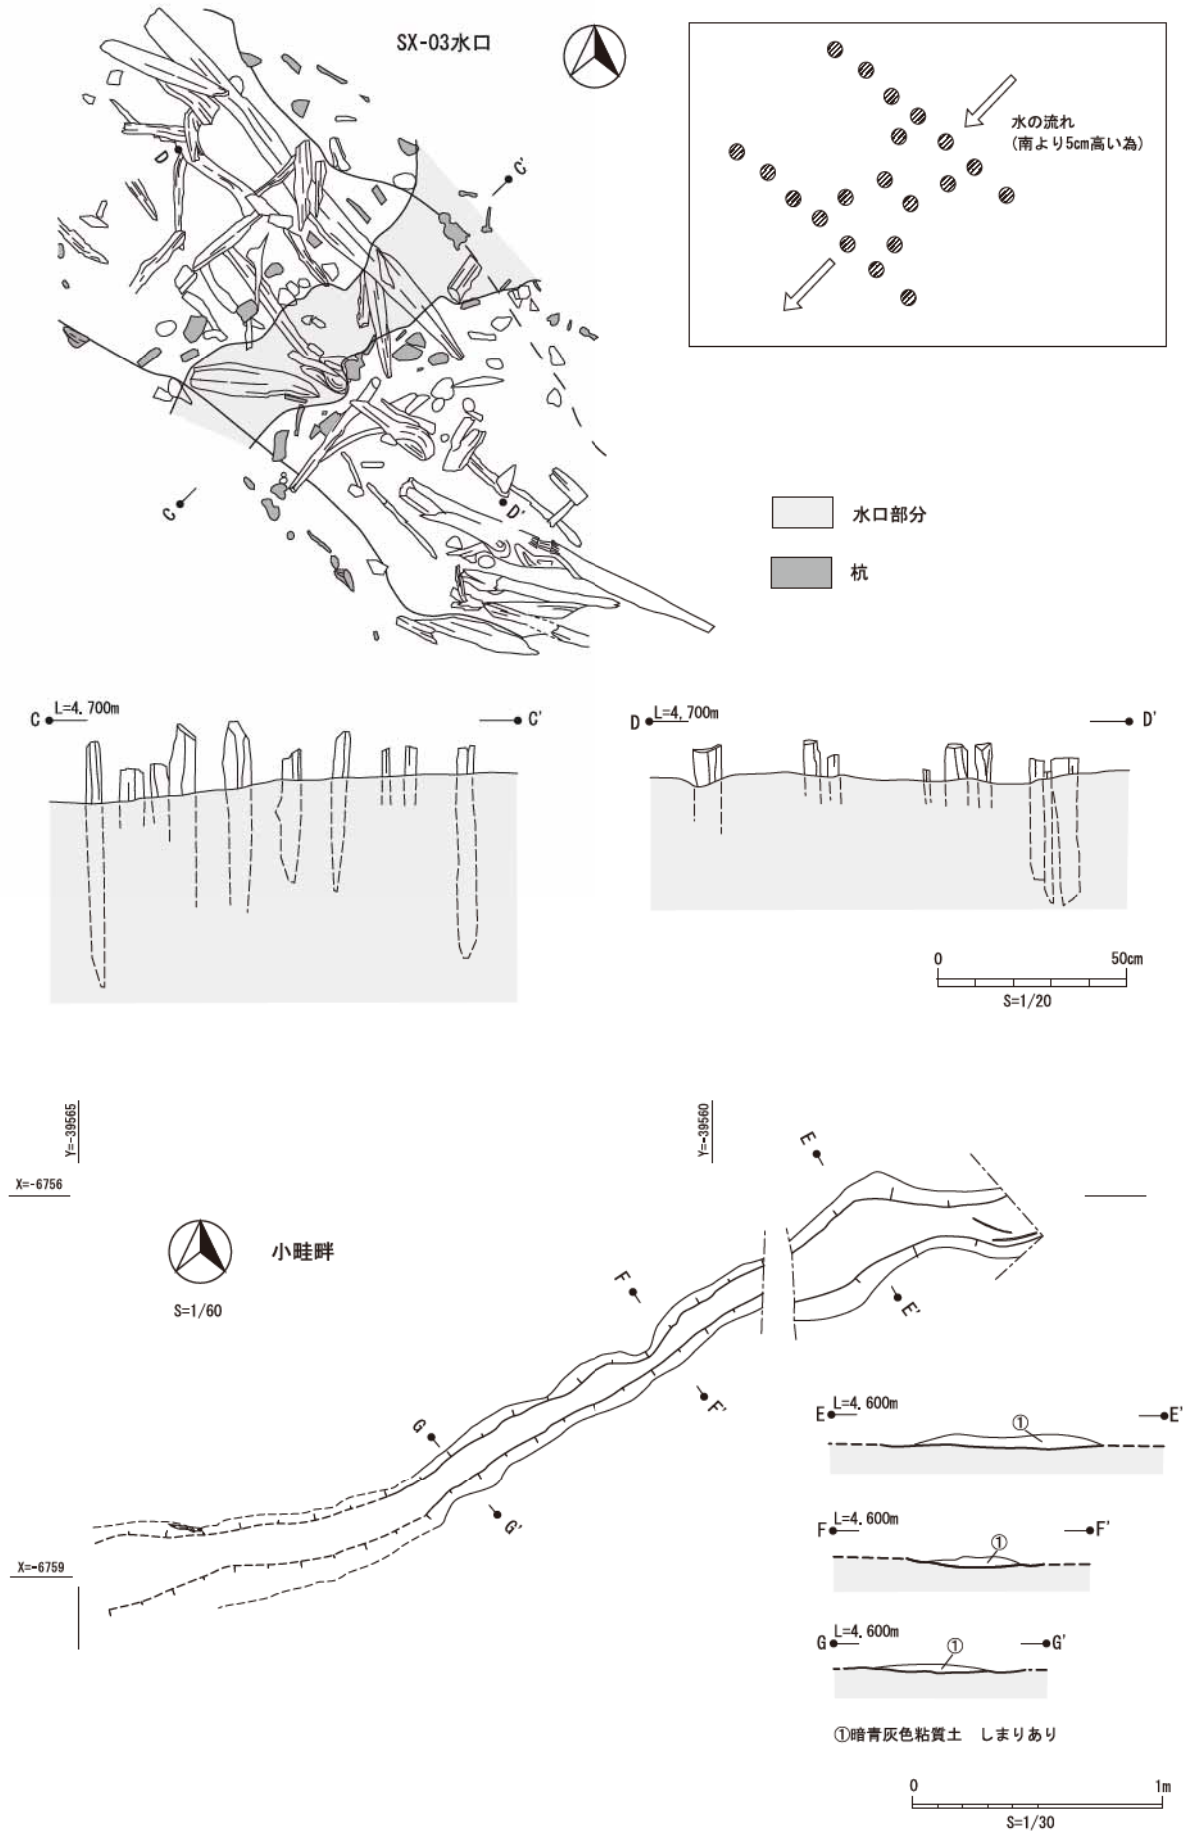 SX-03水口
水の流れ
(南より5cm高い為)
D
C'
C
D'
水口部分
杭
C L=4.700m C'
D L=4,700m D'
0 50cm
S=1/20
Y=-39565
Y=-39560
X=-6756
E
小畦畔
S=1/60
F
E'
F'
G
G'
X=-6759
E L=4.600m E'
①
F L=4.600m F'
①
G L=4.600m G'
①
①暗青灰色粘質土 しまりあり
0 1m
S=1/30